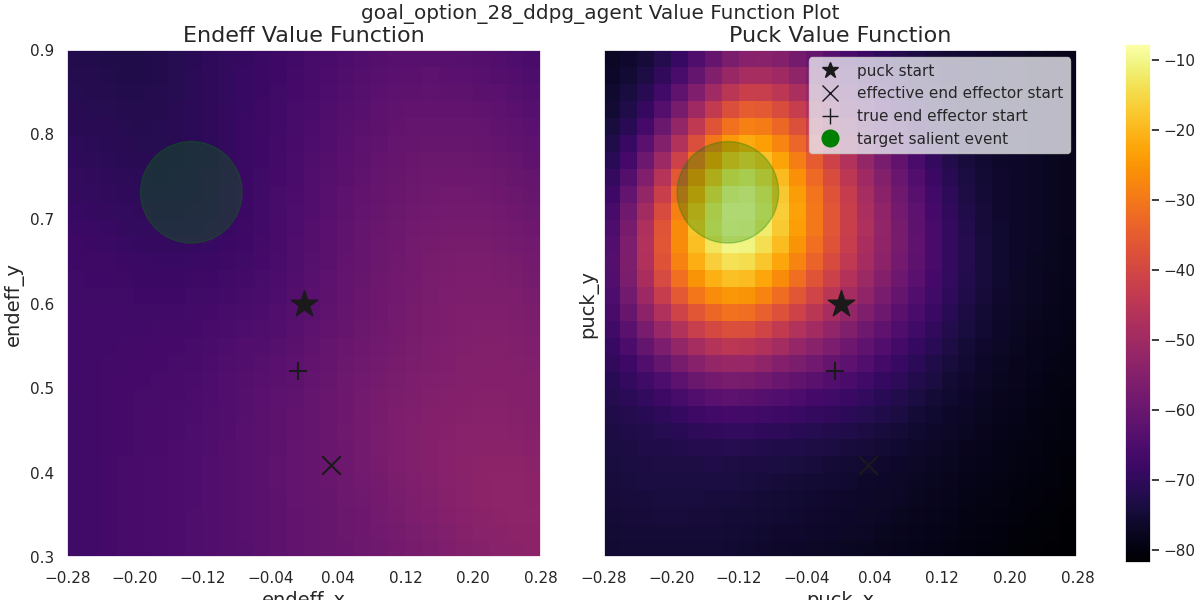 goal_option_28_ddpg_agent Value Function Plot
Endeff Value Function
Puck Value Function
0.9
0.8
0.7
0.6
0.5
0.4
0.3
endeff_y
−0.28 −0.20 −0.12 −0.04 0.04 0.12 0.20 0.28
endeff_x
puck start
effective end effector start
true end effector start
target salient event
puck_y
−0.28 −0.20 −0.12 −0.04 0.04 0.12 0.20 0.28
puck_x
−10
−20
−30
−40
−50
−60
−70
−80